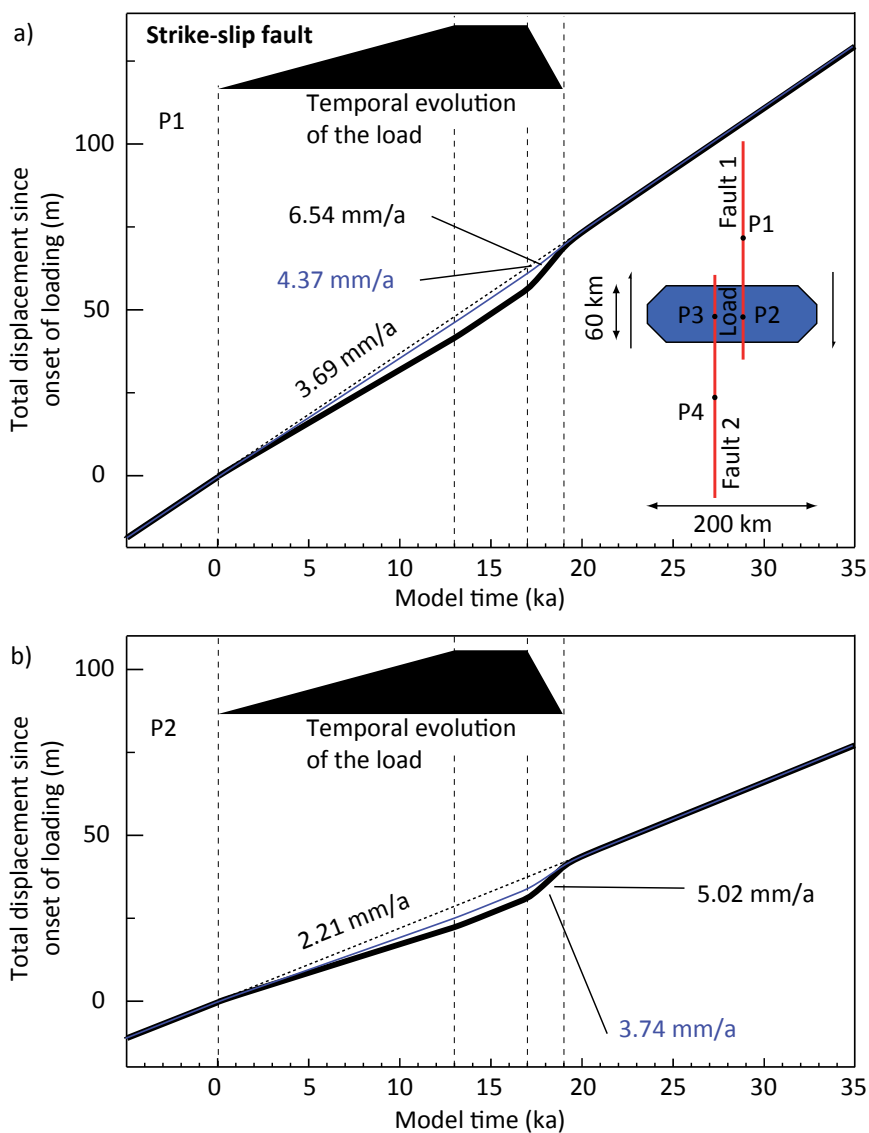 a)
Strike-slip fault
P1
Temporal evolution
of the load
6.54 mm/a
4.37 mm/a
3.69 mm/a
Total displacement since
onset of loading (m)
100
50
0
0 5 10 15 20 25 30 35
Model time (ka)
Fault 1
P1
60 km
P3
Load
P2
P4
Fault 2
200 km
b)
P2
Temporal evolution
of the load
2.21 mm/a
5.02 mm/a
3.74 mm/a
Total displacement since
onset of loading (m)
100
50
0
0 5 10 15 20 25 30 35
Model time (ka)